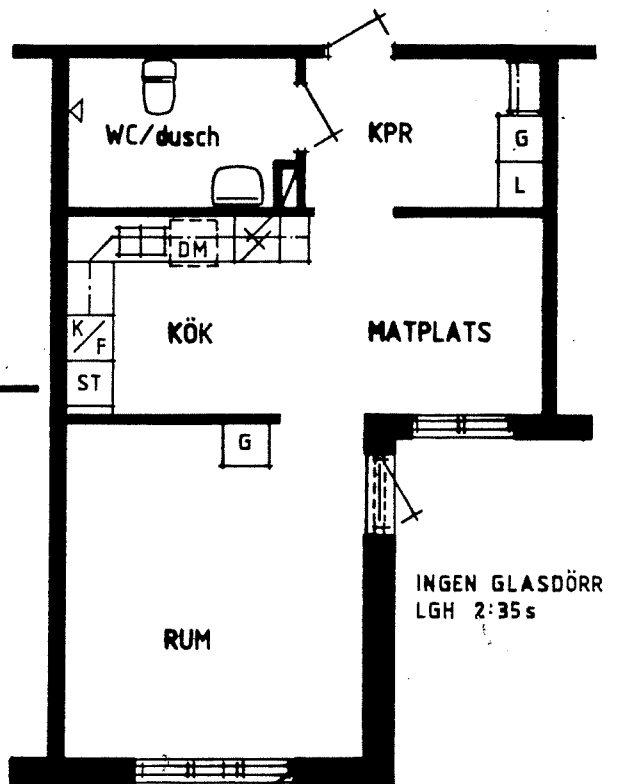 WC/dusch
KPR
G
L
DM
K/F
KÖK
MATPLATS
ST
G
INGEN GLASDÖRR
LGH 2:35s
RUM